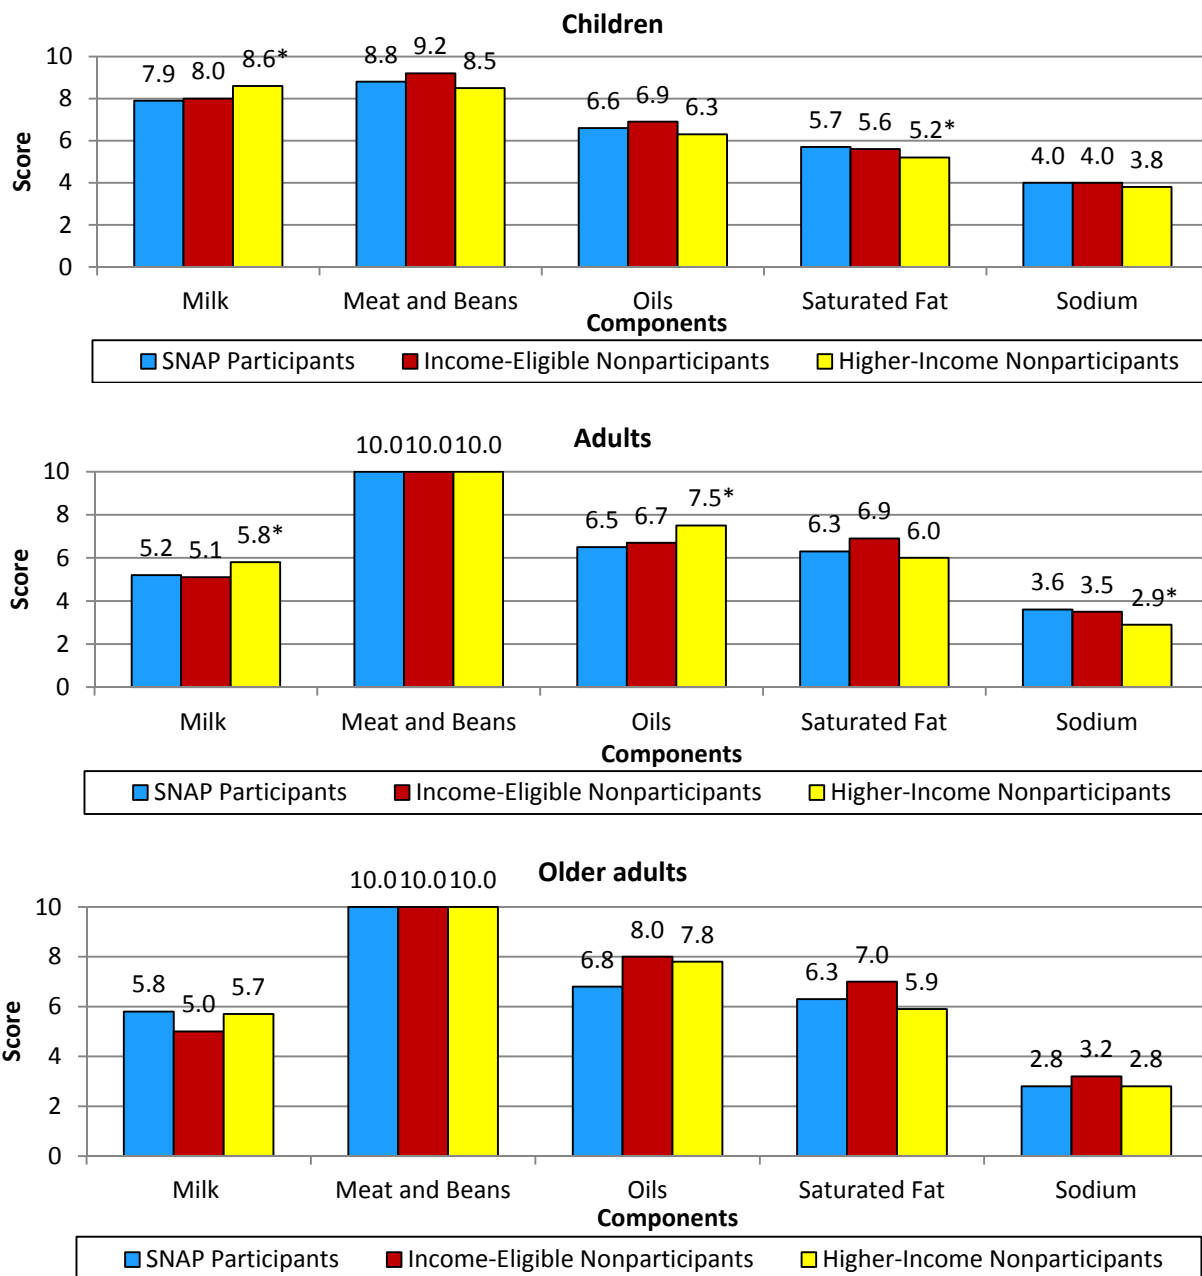 Children
10
8
6
4
2
0
Score
7.9 8.0 8.6*
8.8 9.2 8.5
6.6 6.9 6.3
5.7 5.6 5.2*
4.0 4.0 3.8
Milk Meat and Beans Oils Saturated Fat Sodium
Components
SNAP Participants Income-Eligible Nonparticipants Higher-Income Nonparticipants
Adults
10
8
6
4
2
0
Score
5.2 5.1 5.8*
10.0 10.0 10.0
6.5 6.7 7.5*
6.3 6.9 6.0
3.6 3.5 2.9*
Milk Meat and Beans Oils Saturated Fat Sodium
Components
SNAP Participants Income-Eligible Nonparticipants Higher-Income Nonparticipants
Older adults
10
8
6
4
2
0
Score
5.8 5.0 5.7
10.0 10.0 10.0
6.8 8.0 7.8
6.3 7.0 5.9
2.8 3.2 2.8
Milk Meat and Beans Oils Saturated Fat Sodium
Components
SNAP Participants Income-Eligible Nonparticipants Higher-Income Nonparticipants